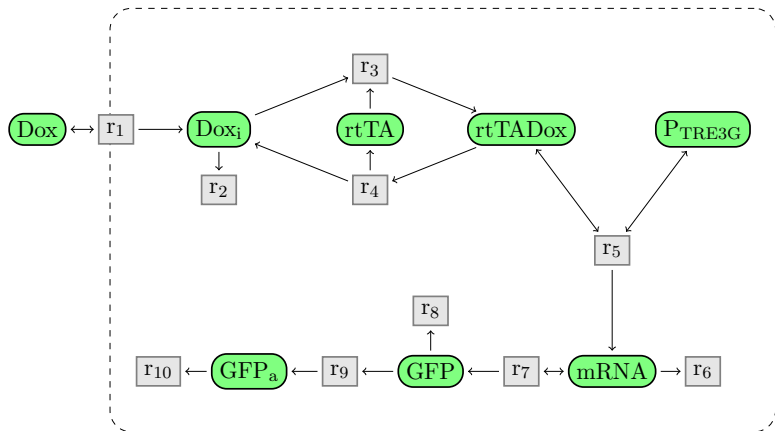 r3
Dox r1 Doxi rtTA rtTADox PTRE3G
r2 r4
r5
r8
r10 GFPa r9 GFP r7 mRNA r6